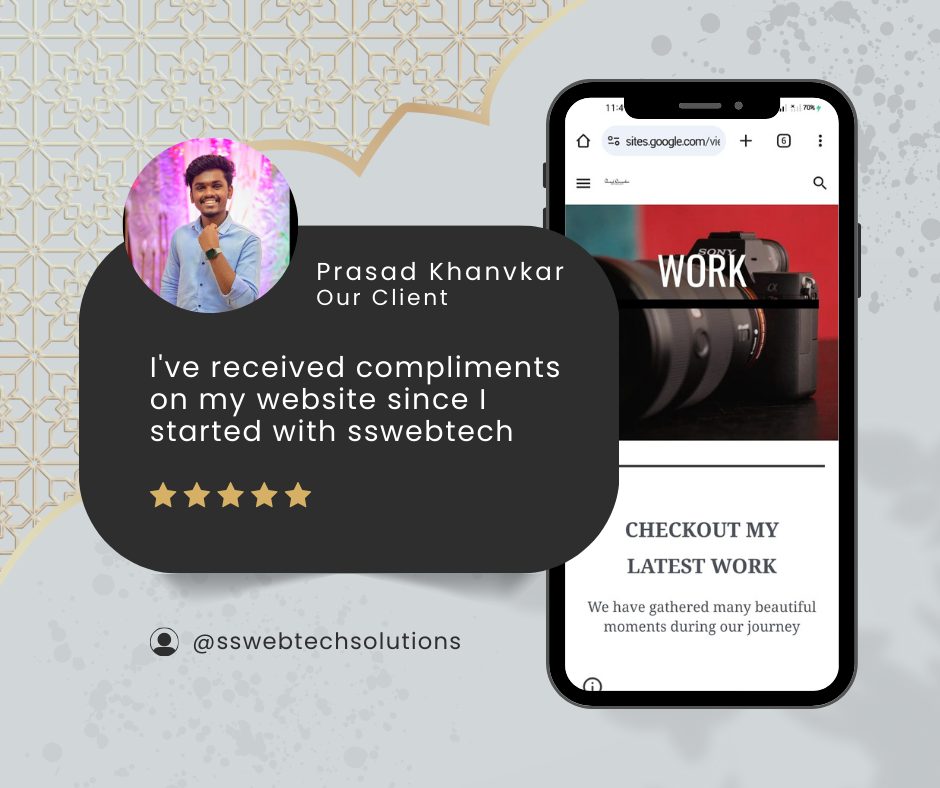 Prasad Khanvkar
Our Client
I've received compliments
on my website since I
started with sswebtech
@sswebtechsolutions
11:4
70%
sites.google.com/vie
6
SONY
WORK
α
CHECKOUT MY
LATEST WORK
We have gathered many beautiful
moments during our journey